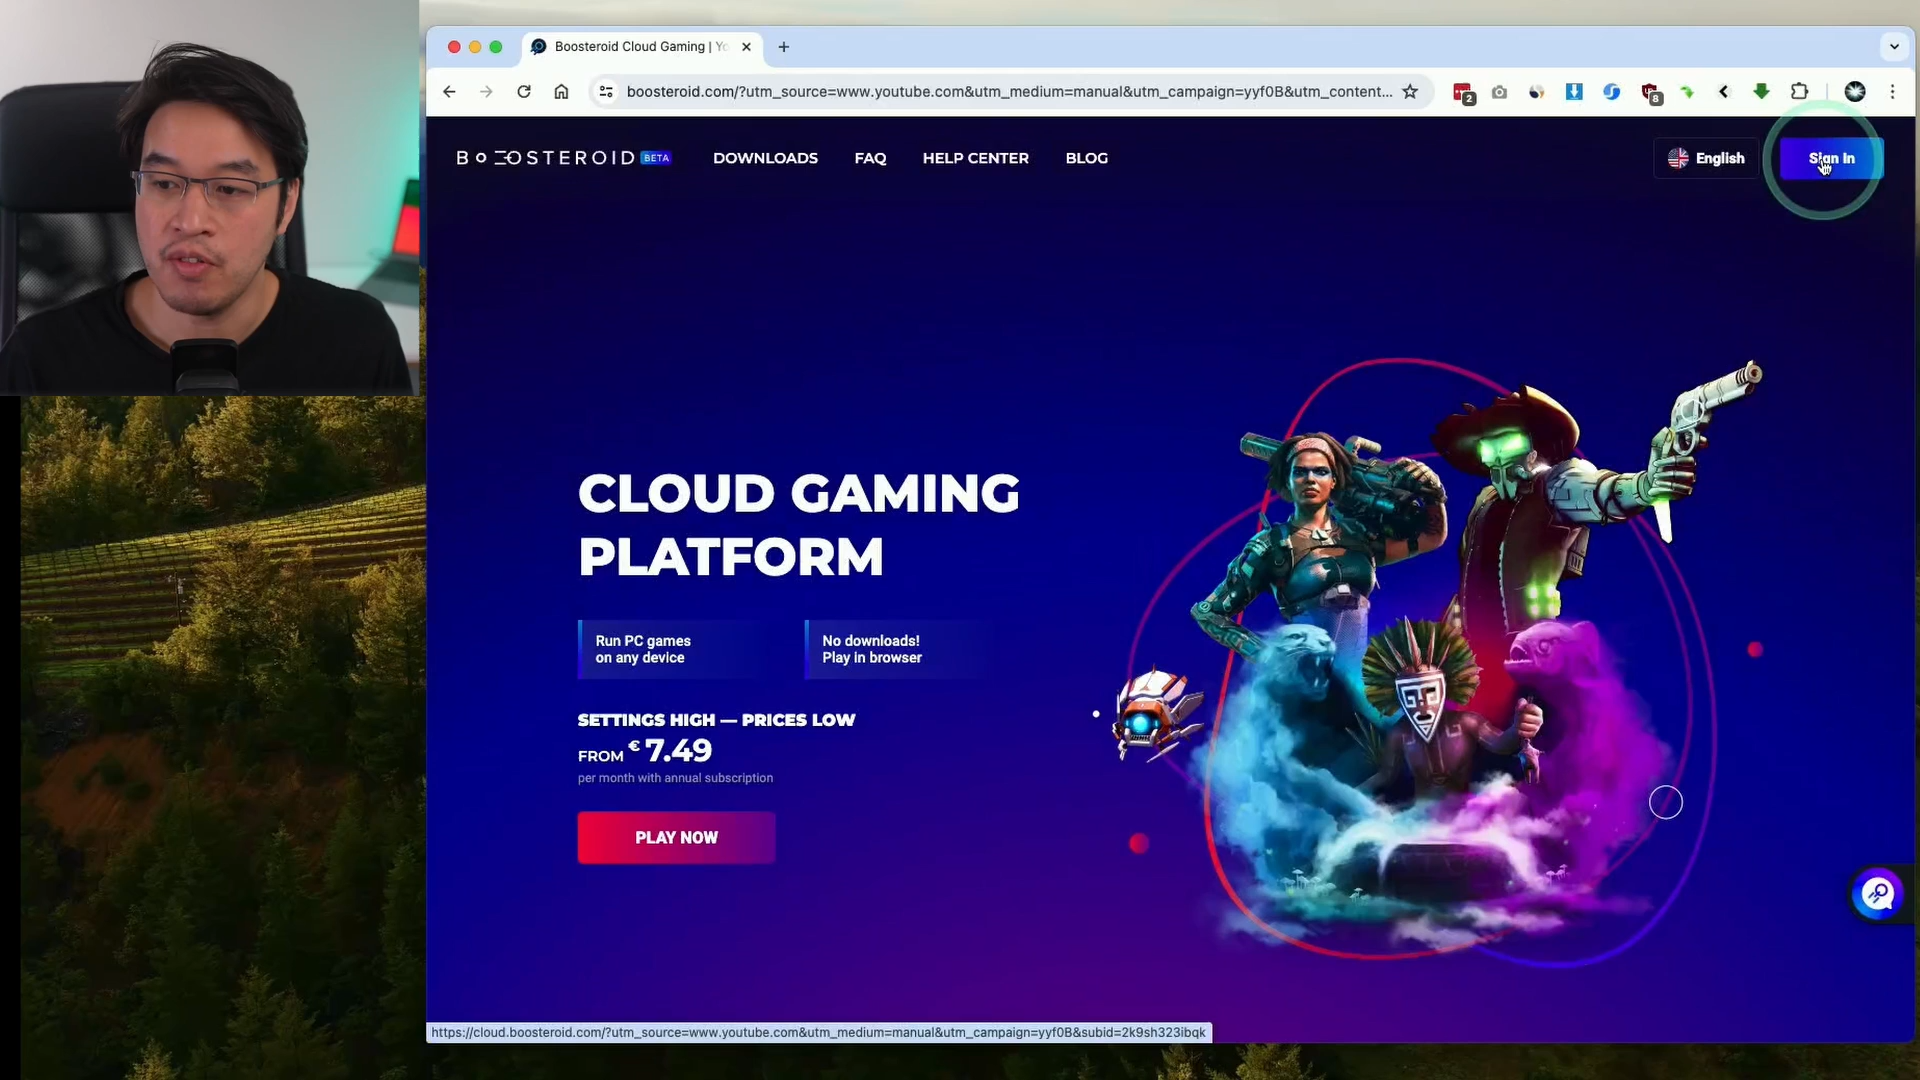 Boosteroid Cloud Gaming | Yo
boosteroid.com/?utm_source=www.youtube.com&utm_medium=manual&utm_campaign=yyf0B&utm_content...
2
8
BOOSTEROID BETA
DOWNLOADS
FAQ
HELP CENTER
BLOG
English
Sign In
CLOUD GAMING
PLATFORM
Run PC games
on any device
No downloads!
Play in browser
SETTINGS HIGH — PRICES LOW
FROM € 7.49
per month with annual subscription
PLAY NOW
https://cloud.boosteroid.com/?utm_source=www.youtube.com&utm_medium=manual&utm_campaign=yyf0B&subid=2k9sh323ibqk